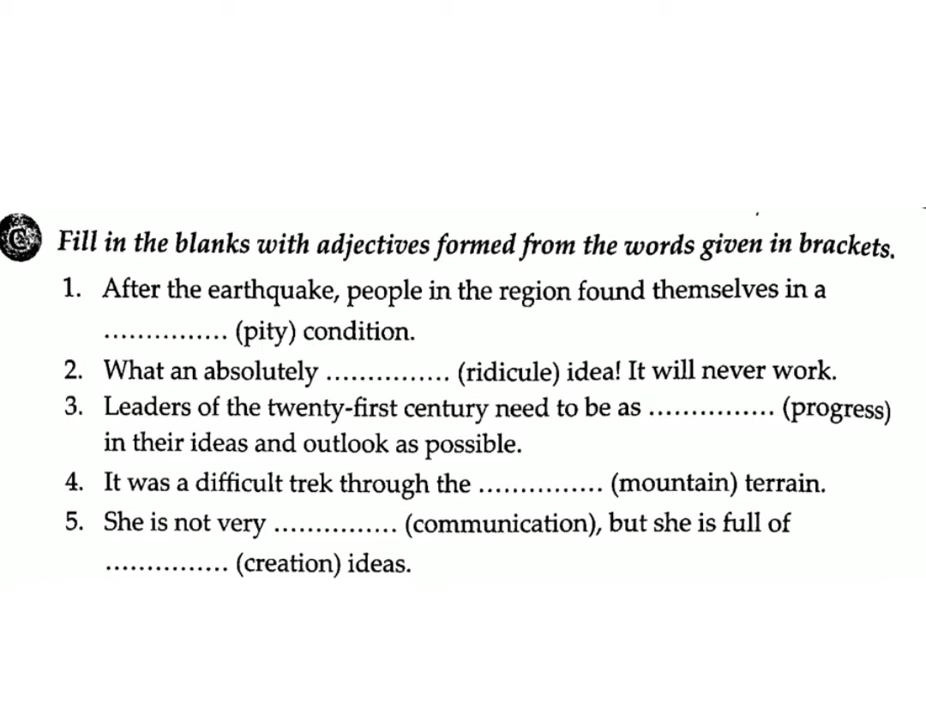 C Fill in the blanks with adjectives formed from the words given in brackets.
1. After the earthquake, people in the region found themselves in a
............... (pity) condition.
2. What an absolutely ............... (ridicule) idea! It will never work.
3. Leaders of the twenty-first century need to be as ............... (progress)
in their ideas and outlook as possible.
4. It was a difficult trek through the ............... (mountain) terrain.
5. She is not very ............... (communication), but she is full of
............... (creation) ideas.